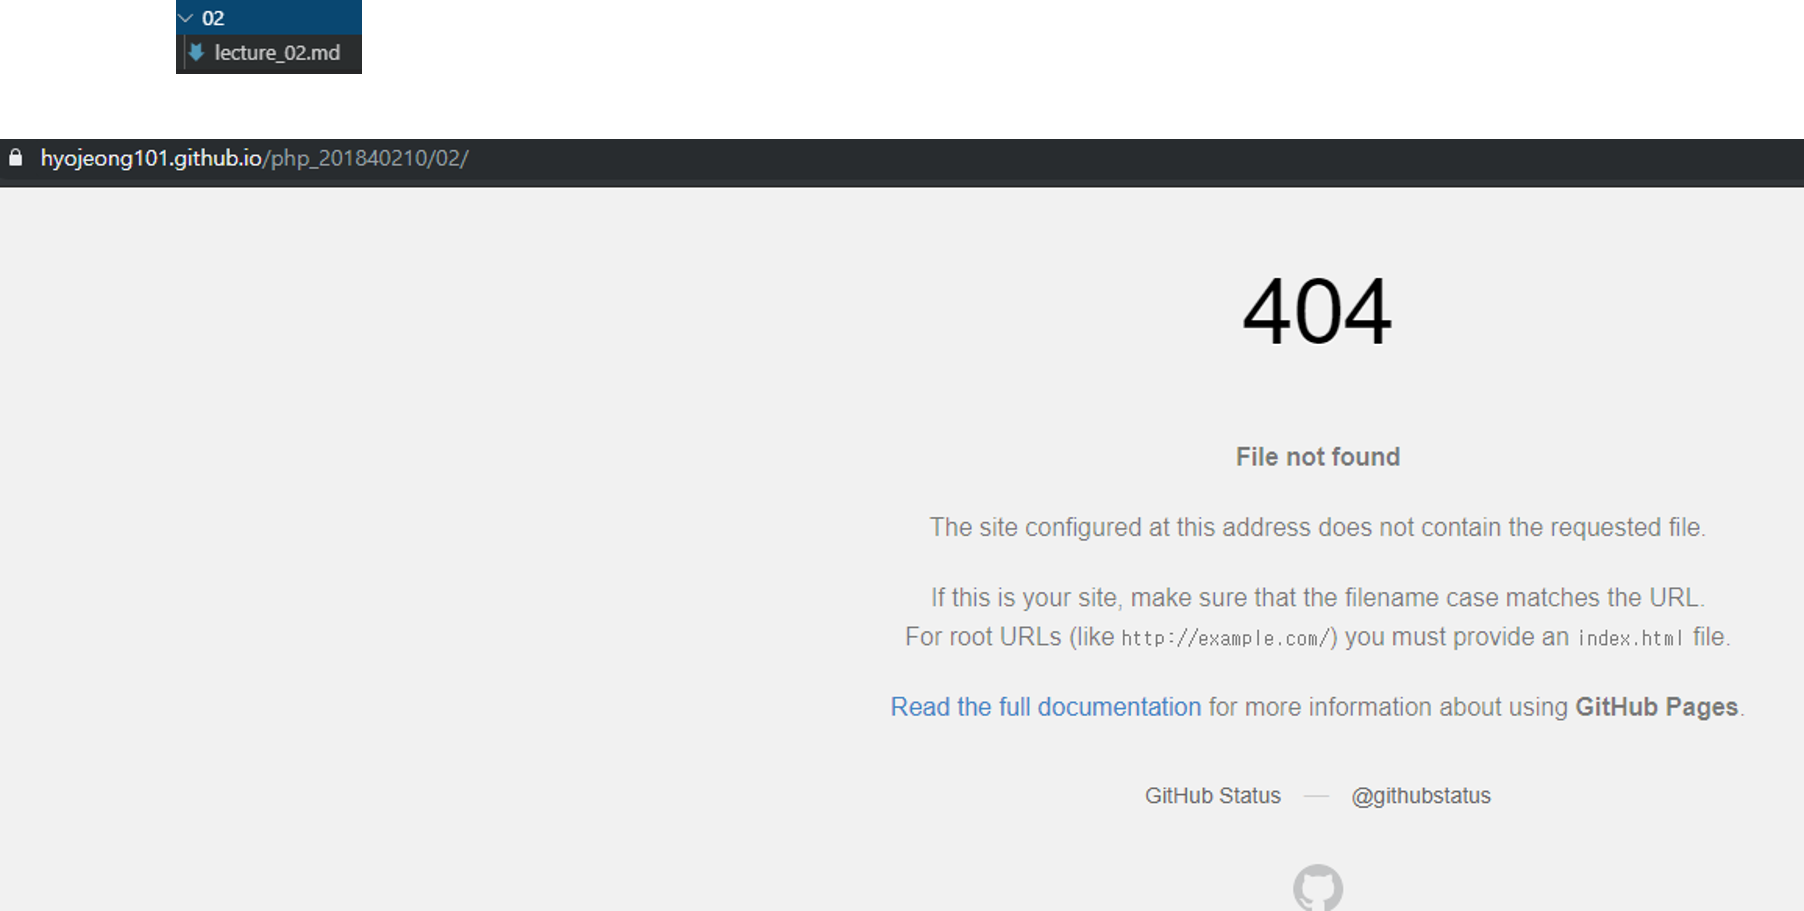 02
lecture_02.md
hyojeong101.github.io/php_201840210/02/
404
File not found
The site configured at this address does not contain the requested file.
If this is your site, make sure that the filename case matches the URL.
For root URLs (like http://example.com/) you must provide an index.html file.
Read the full documentation for more information about using GitHub Pages.
GitHub Status — @githubstatus